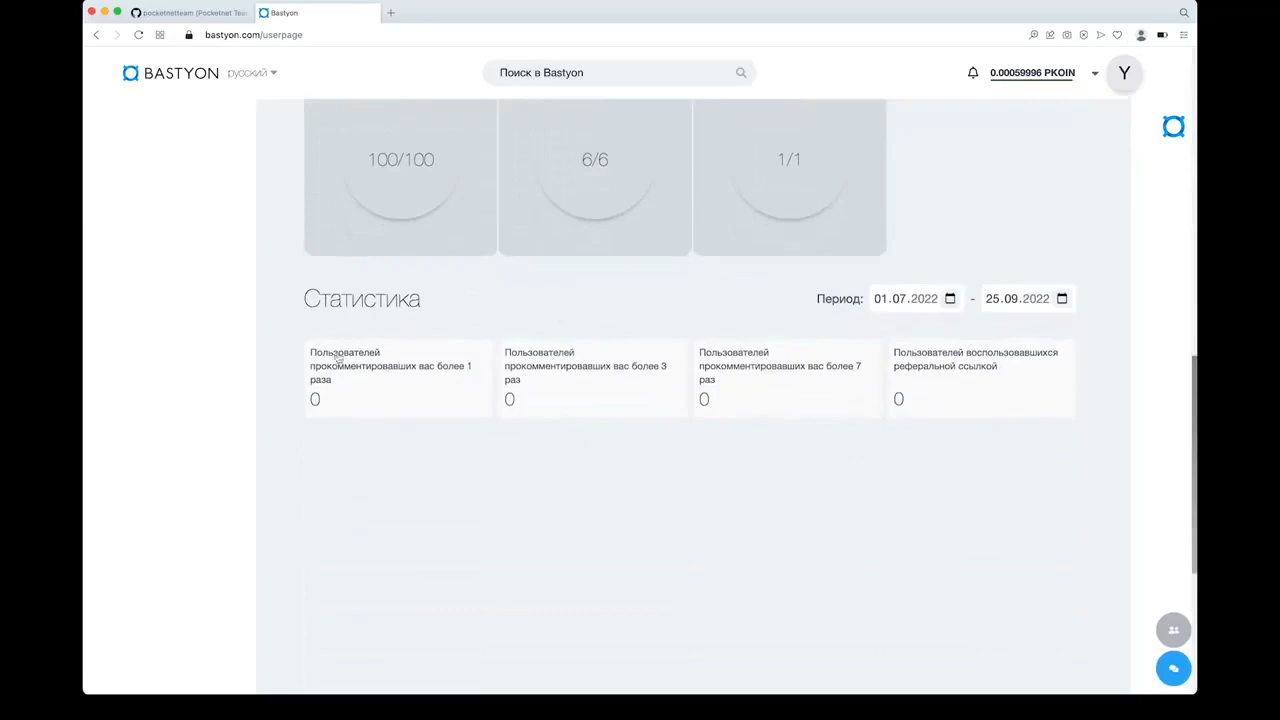 pocketnetteam (Pocketnet Tea
Bastyon
bastyon.com/userpage
BASTYON русский
Поиск в Bastyon
0.00059996 PKOIN
Y
100/100
6/6
1/1
Статистика
Период: 01.07.2022 - 25.09.2022
Пользователей
прокомментировавших вас более 1
раза
0
Пользователей
прокомментировавших вас более 3
раз
0
Пользователей
прокомментировавших вас более 7
раз
0
Пользователей воспользовавшихся
реферальной ссылкой
0